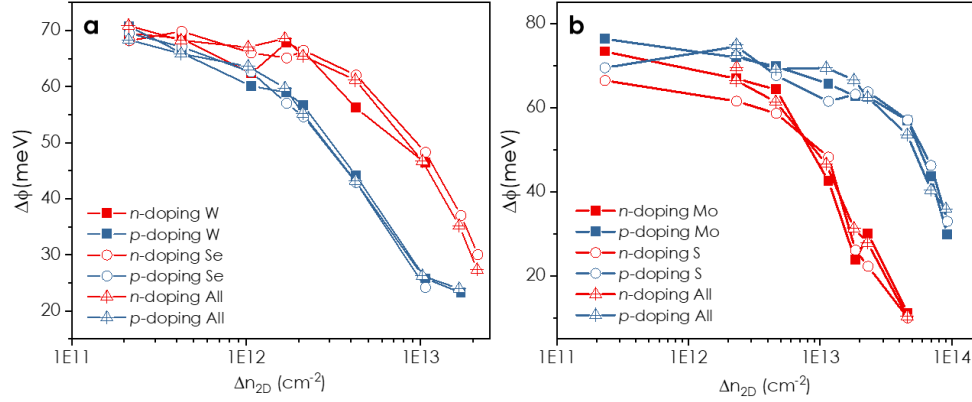 a
70
60
50
40
30
20
Δϕ(meV)
n-doping W
p-doping W
n-doping Se
p-doping Se
n-doping All
p-doping All
1E11
1E12
1E13
Δn2D (cm-2)
b
80
60
40
20
Δϕ(meV)
n-doping Mo
p-doping Mo
n-doping S
p-doping S
n-doping All
p-doping All
1E11
1E12
1E13
1E14
Δn2D (cm-2)